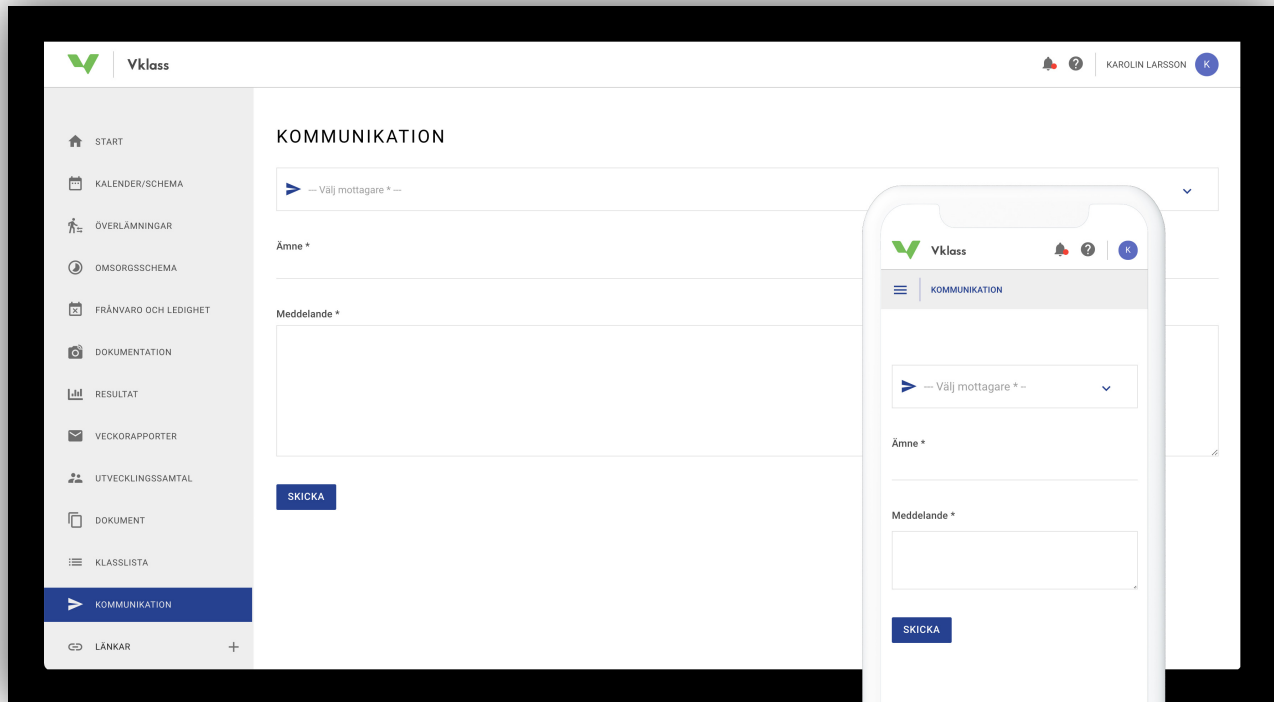 Vklass
KAROLIN LARSSON K
START
KALENDER/SCHEMA
ÖVERLÄMNINGAR
OMSORGSSCHEMA
FRÅNVARO OCH LEDIGHET
DOKUMENTATION
RESULTAT
VECKORAPPORTER
UTVECKLINGSSAMTAL
DOKUMENT
KLASSLISTA
KOMMUNIKATION
LÄNKAR +
KOMMUNIKATION
--- Välj mottagare * ---
Ämne *
Meddelande *
SKICKA
Vklass K
KOMMUNIKATION
--- Välj mottagare * --
Ämne *
Meddelande *
SKICKA